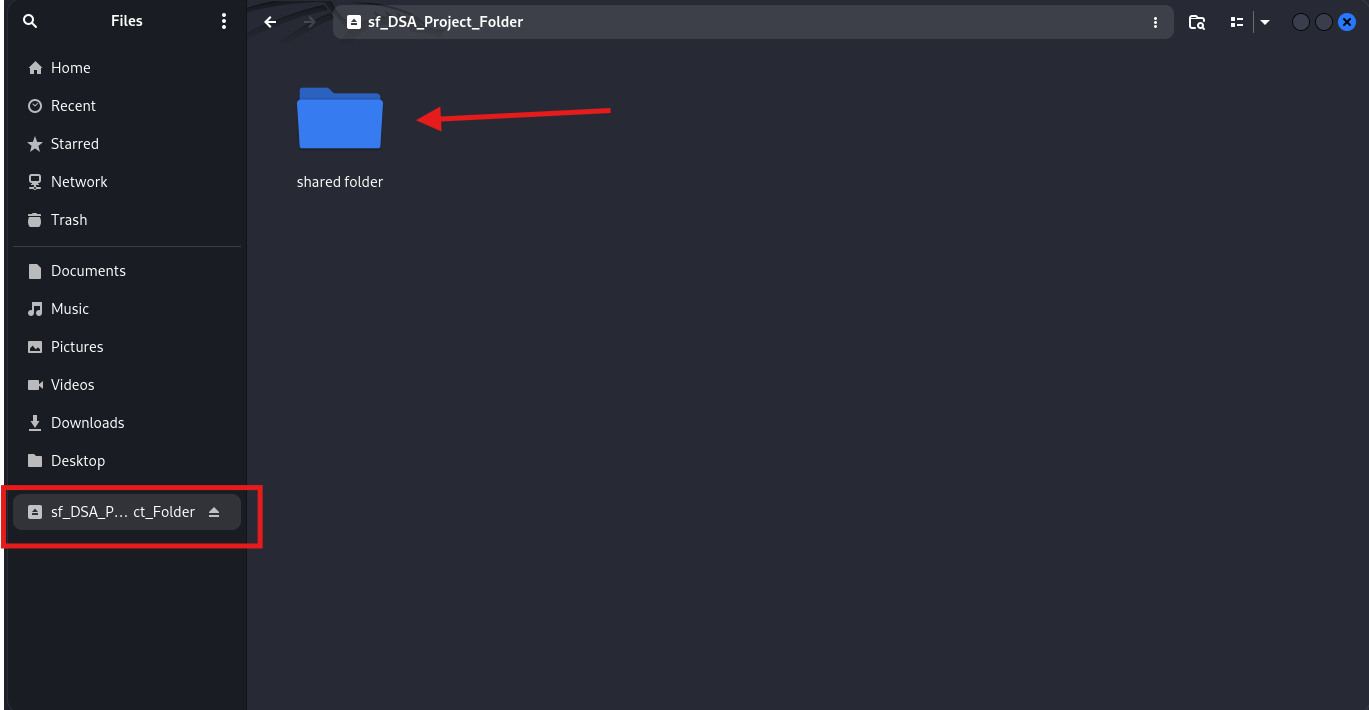 Files
sf_DSA_Project_Folder
Home
Recent
Starred
Network
Trash
Documents
Music
Pictures
Videos
Downloads
Desktop
sf_DSA_P... ct_Folder
shared folder